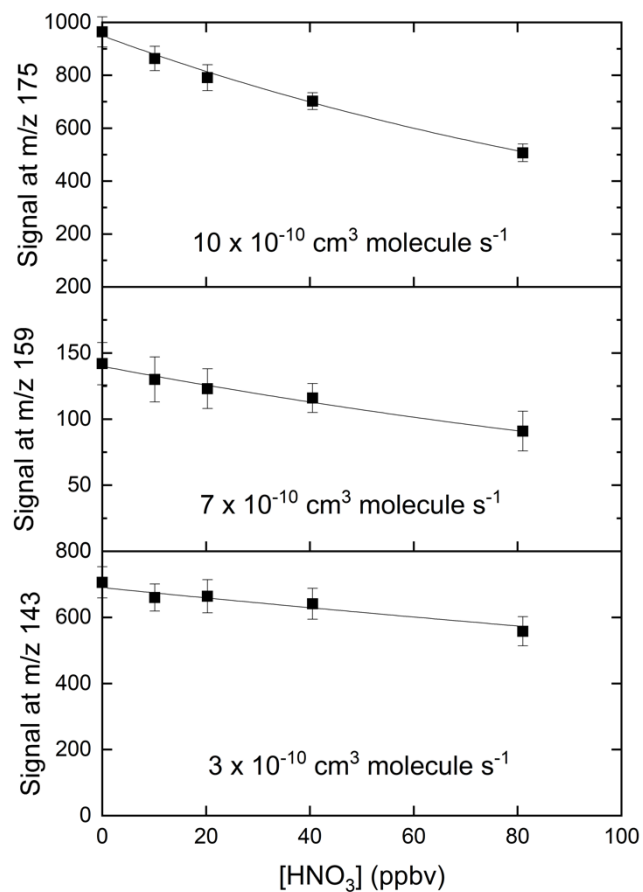 1000
800
600
400
200
Signal at m/z 175
10 x 10⁻¹⁰ cm³ molecule s⁻¹
200
150
100
50
Signal at m/z 159
7 x 10⁻¹⁰ cm³ molecule s⁻¹
800
600
400
200
0
Signal at m/z 143
3 x 10⁻¹⁰ cm³ molecule s⁻¹
0 20 40 60 80 100
[HNO₃] (ppbv)